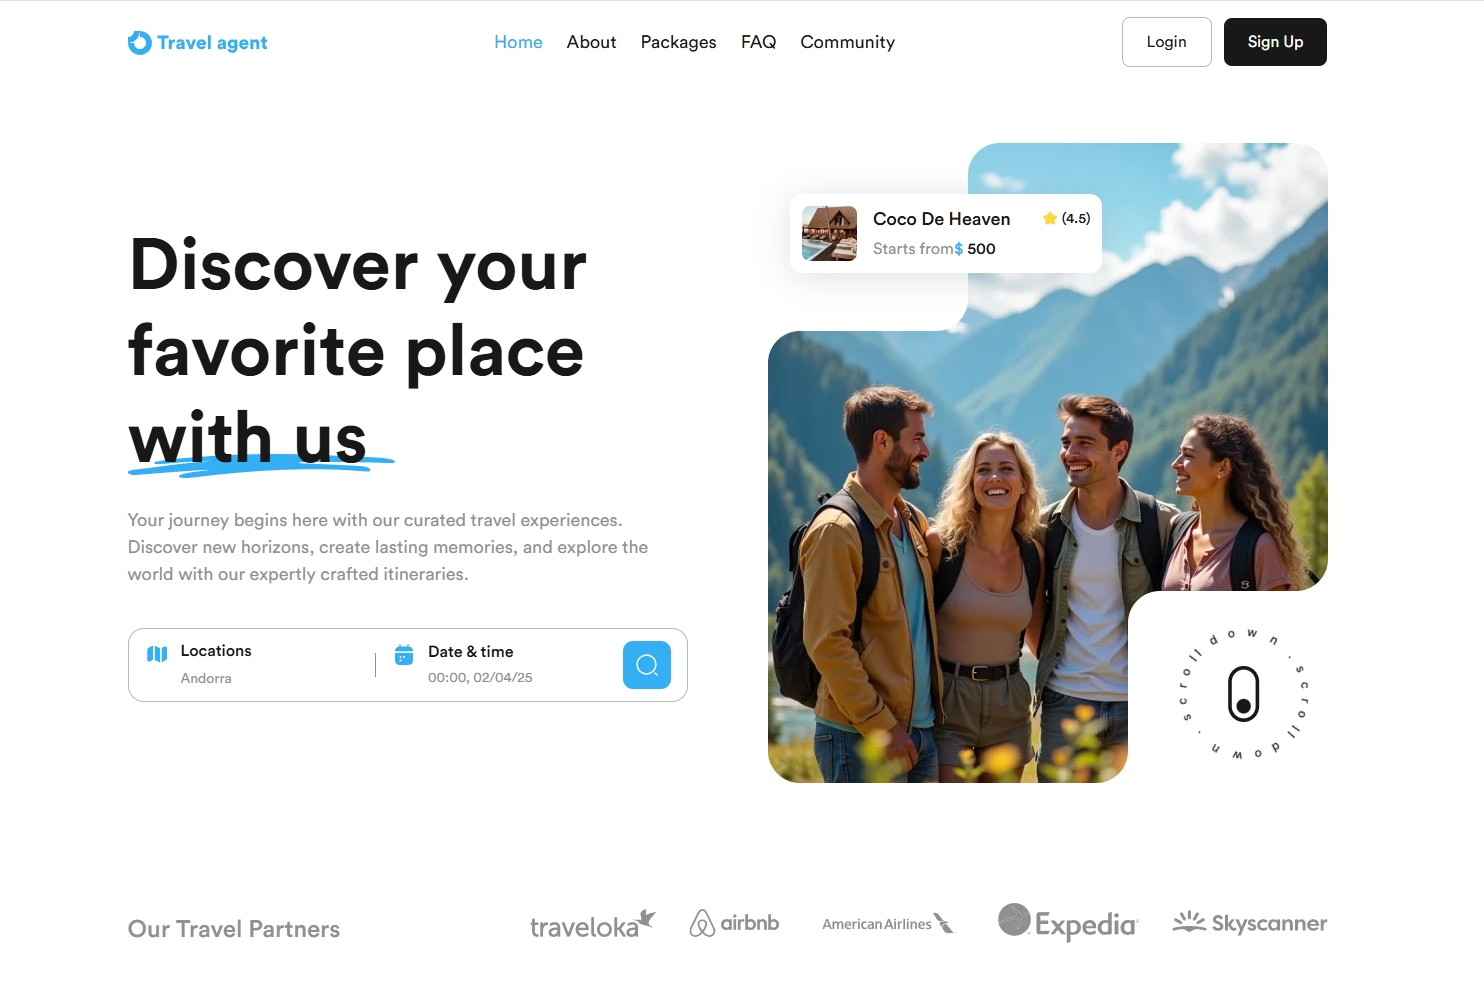 Travel agent
Home About Packages FAQ Community
Login
Sign Up
Discover your
favorite place
with us
Your journey begins here with our curated travel experiences.
Discover new horizons, create lasting memories, and explore the
world with our expertly crafted itineraries.
Locations
Andorra
Date & time
00:00, 02/04/25
Coco De Heaven
(4.5)
Starts from$ 500
scroll down . scroll down .
Our Travel Partners
traveloka
airbnb
American Airlines
Expedia
Skyscanner